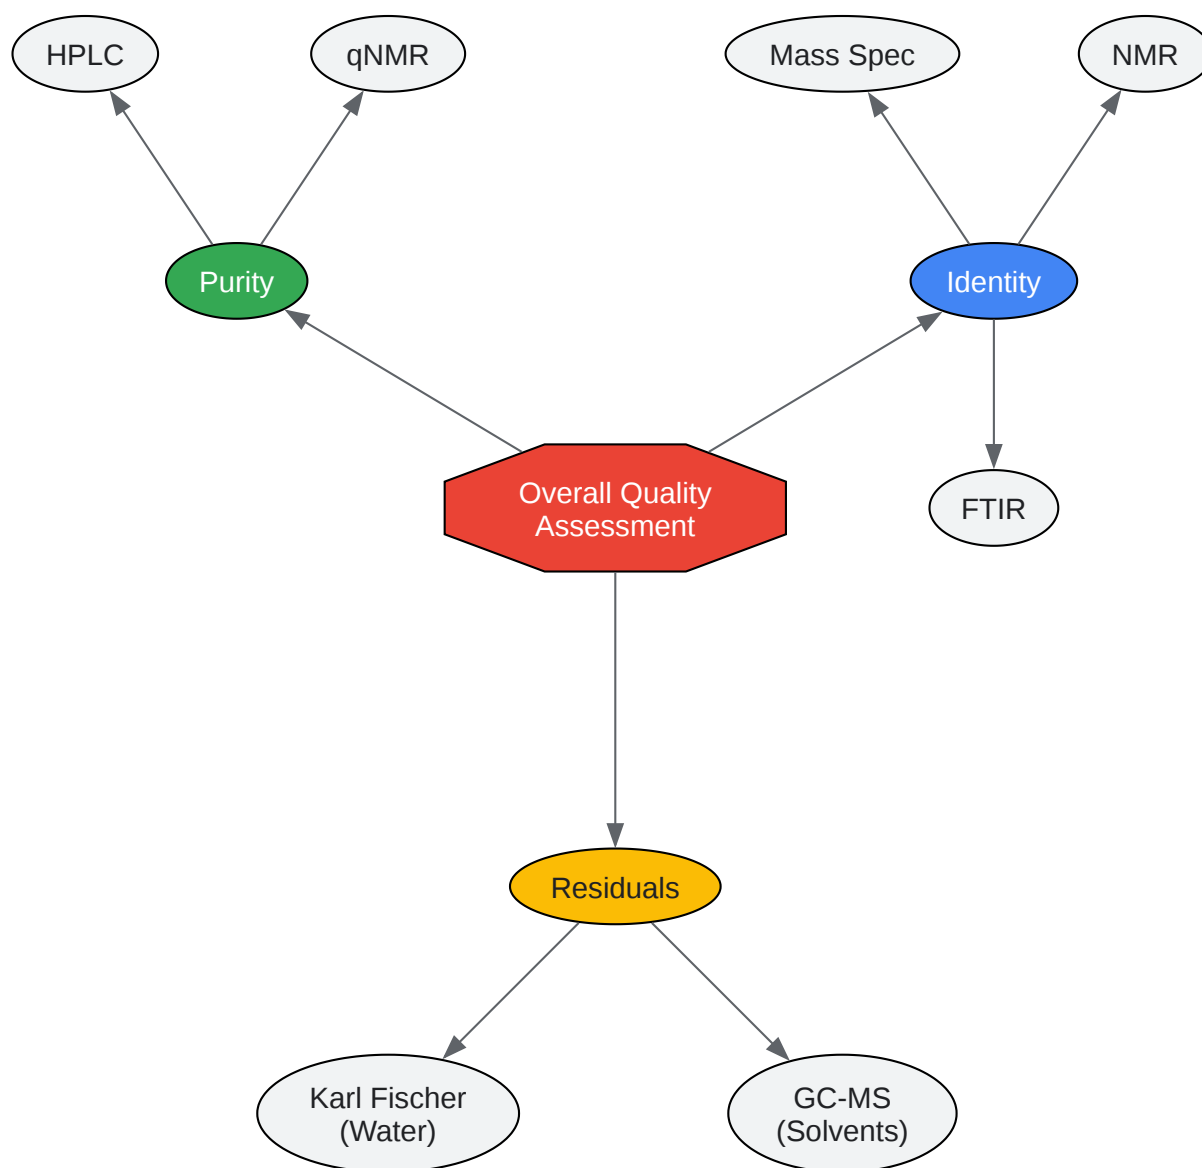 HPLC
qNMR
Mass Spec
NMR
Purity
Identity
Overall Quality
Assessment
FTIR
Residuals
Karl Fischer
(Water)
GC-MS
(Solvents)